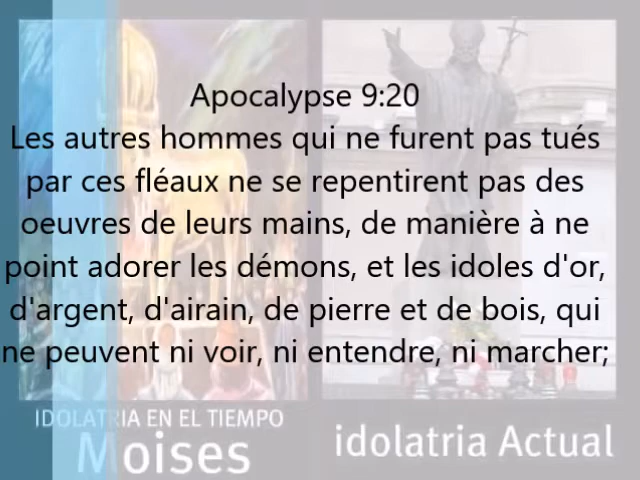 Apocalypse 9:20
Les autres hommes qui ne furent pas tués
par ces fléaux ne se repentirent pas des
oeuvres de leurs mains, de manière à ne
point adorer les démons, et les idoles d'or,
d'argent, d'airain, de pierre et de bois, qui
ne peuvent ni voir, ni entendre, ni marcher;
IDOLATRIA EN EL TIEMPO
Moises
idolatria Actual